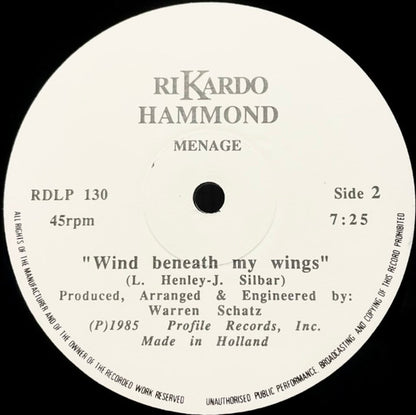 RiKARDO
HAMMOND
MENAGE
RDLP 130
Side 2
45rpm
7:25
"Wind beneath my wings"
(L. Henley-J. Silbar)
Produced, Arranged & Engineered by:
Warren Schatz
(P)1985 Profile Records, Inc.
Made in Holland
ALL RIGHTS OF THE MANUFACTURER AND OF THE OWNER OF THE RECORDED WORK RESERVED
UNAUTHORISED PUBLIC PERFORMANCE, BROADCASTING AND COPYING OF THIS RECORD PROHIBITED